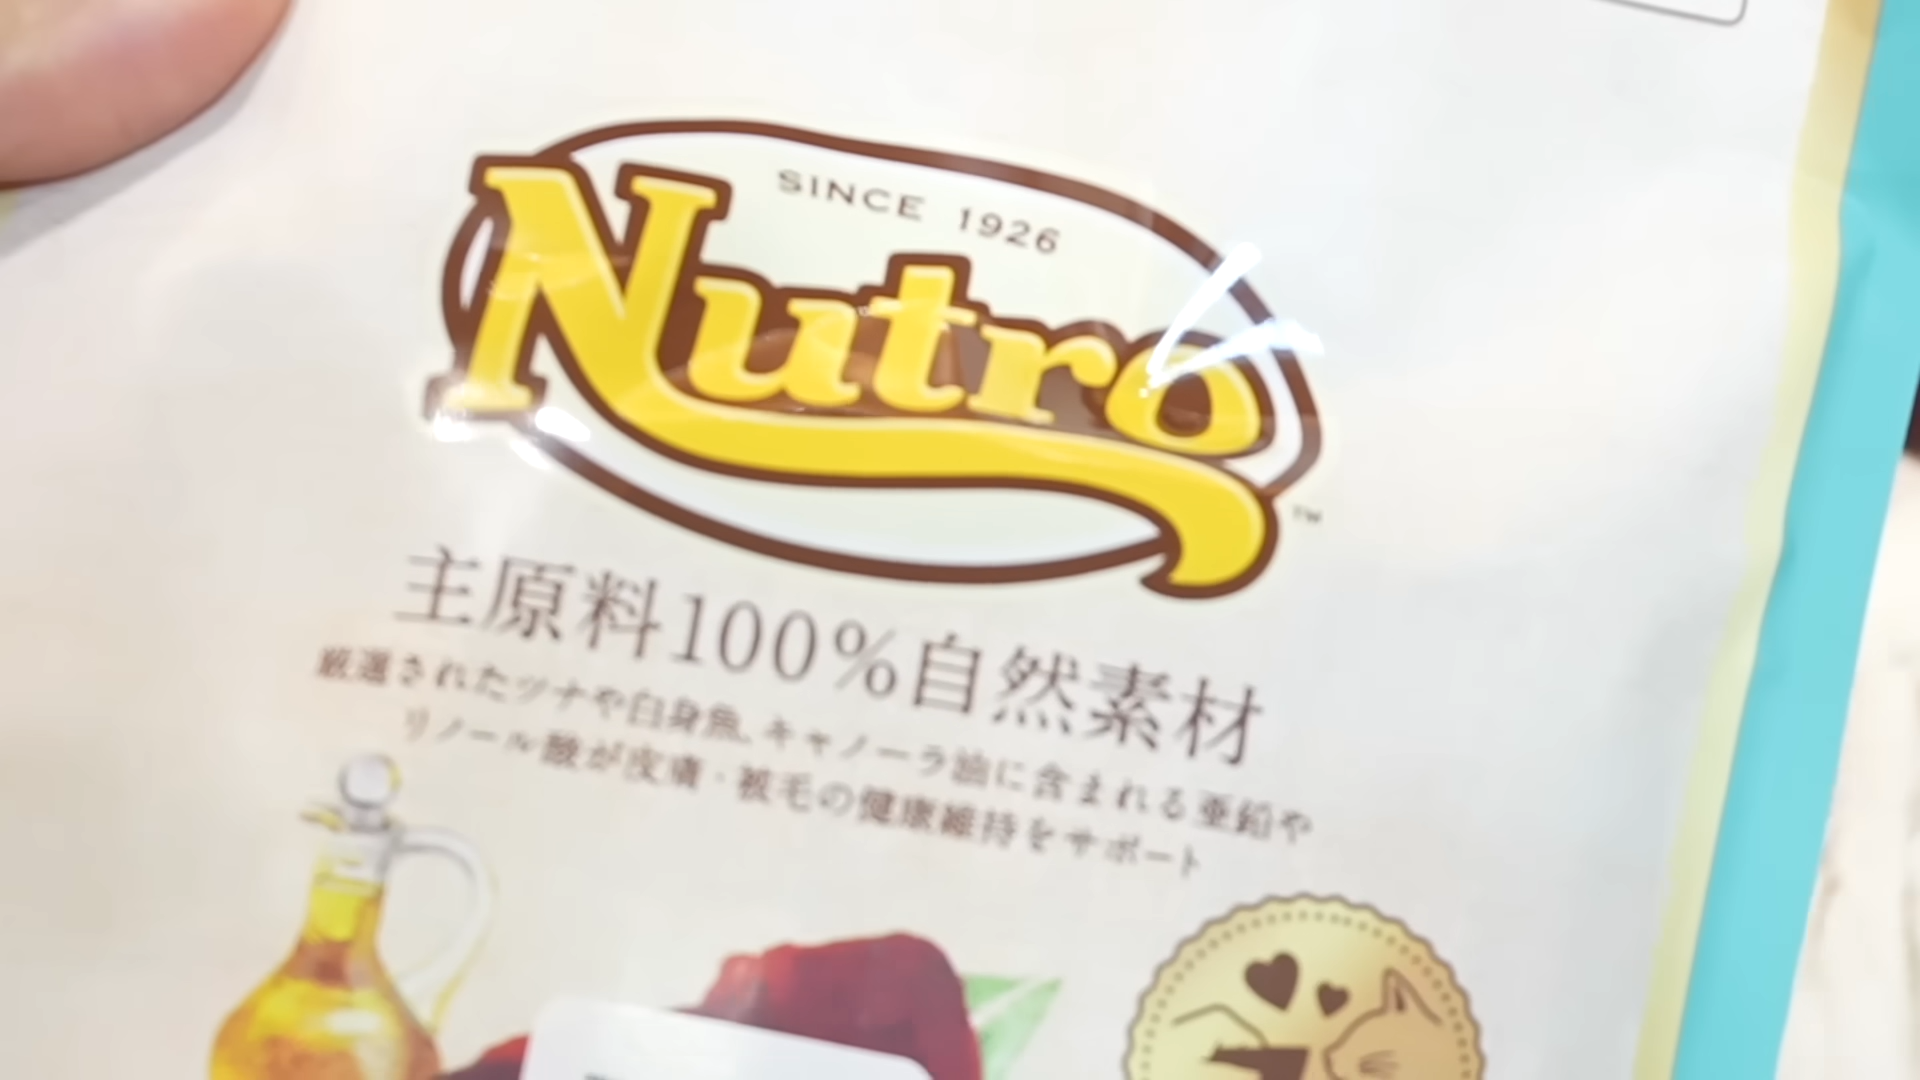 SINCE 1926
Nutro
TM
主原料100%自然素材
厳選されたツナや白身魚、キャノーラ油に含まれる亜鉛や
リノール酸が皮膚・被毛の健康維持をサポート